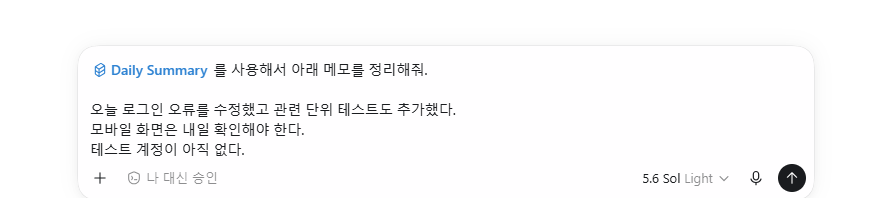 Daily Summary 를 사용해서 아래 메모를 정리해줘.
오늘 로그인 오류를 수정했고 관련 단위 테스트도 추가했다.
모바일 화면은 내일 확인해야 한다.
테스트 계정이 아직 없다.
나 대신 승인
5.6 Sol Light